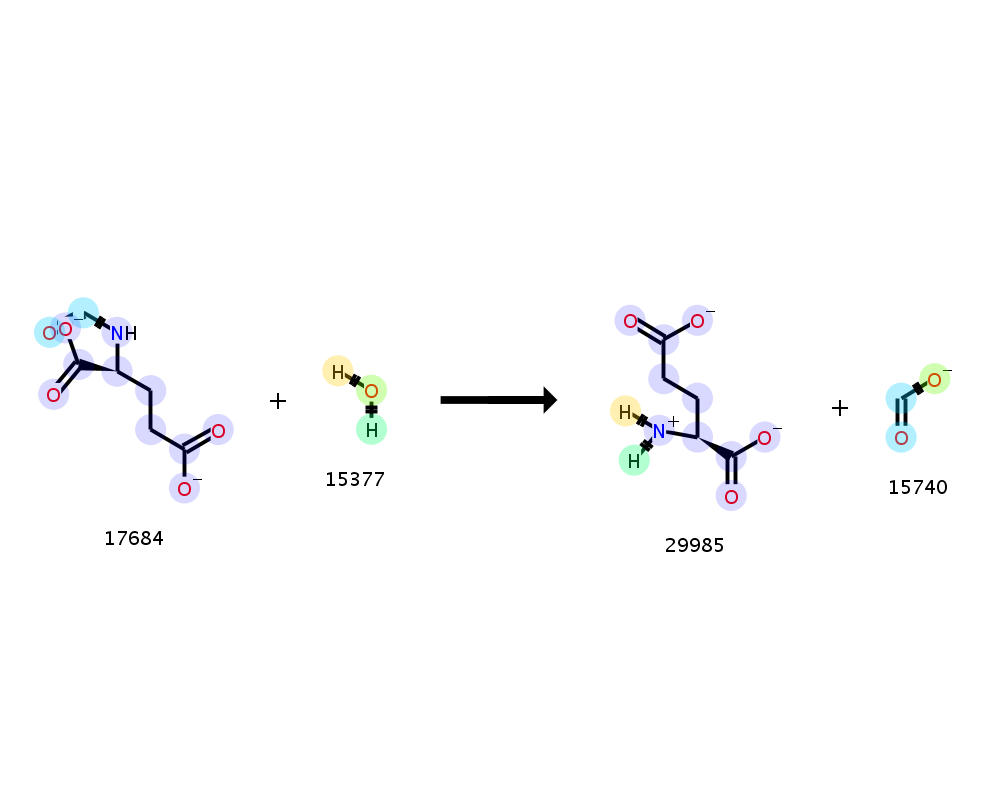 O O⁻ NH O O O⁻
+
H O H
O O⁻ H N⁺ H O⁻ O
+
O⁻ O
17684
15377
29985
15740